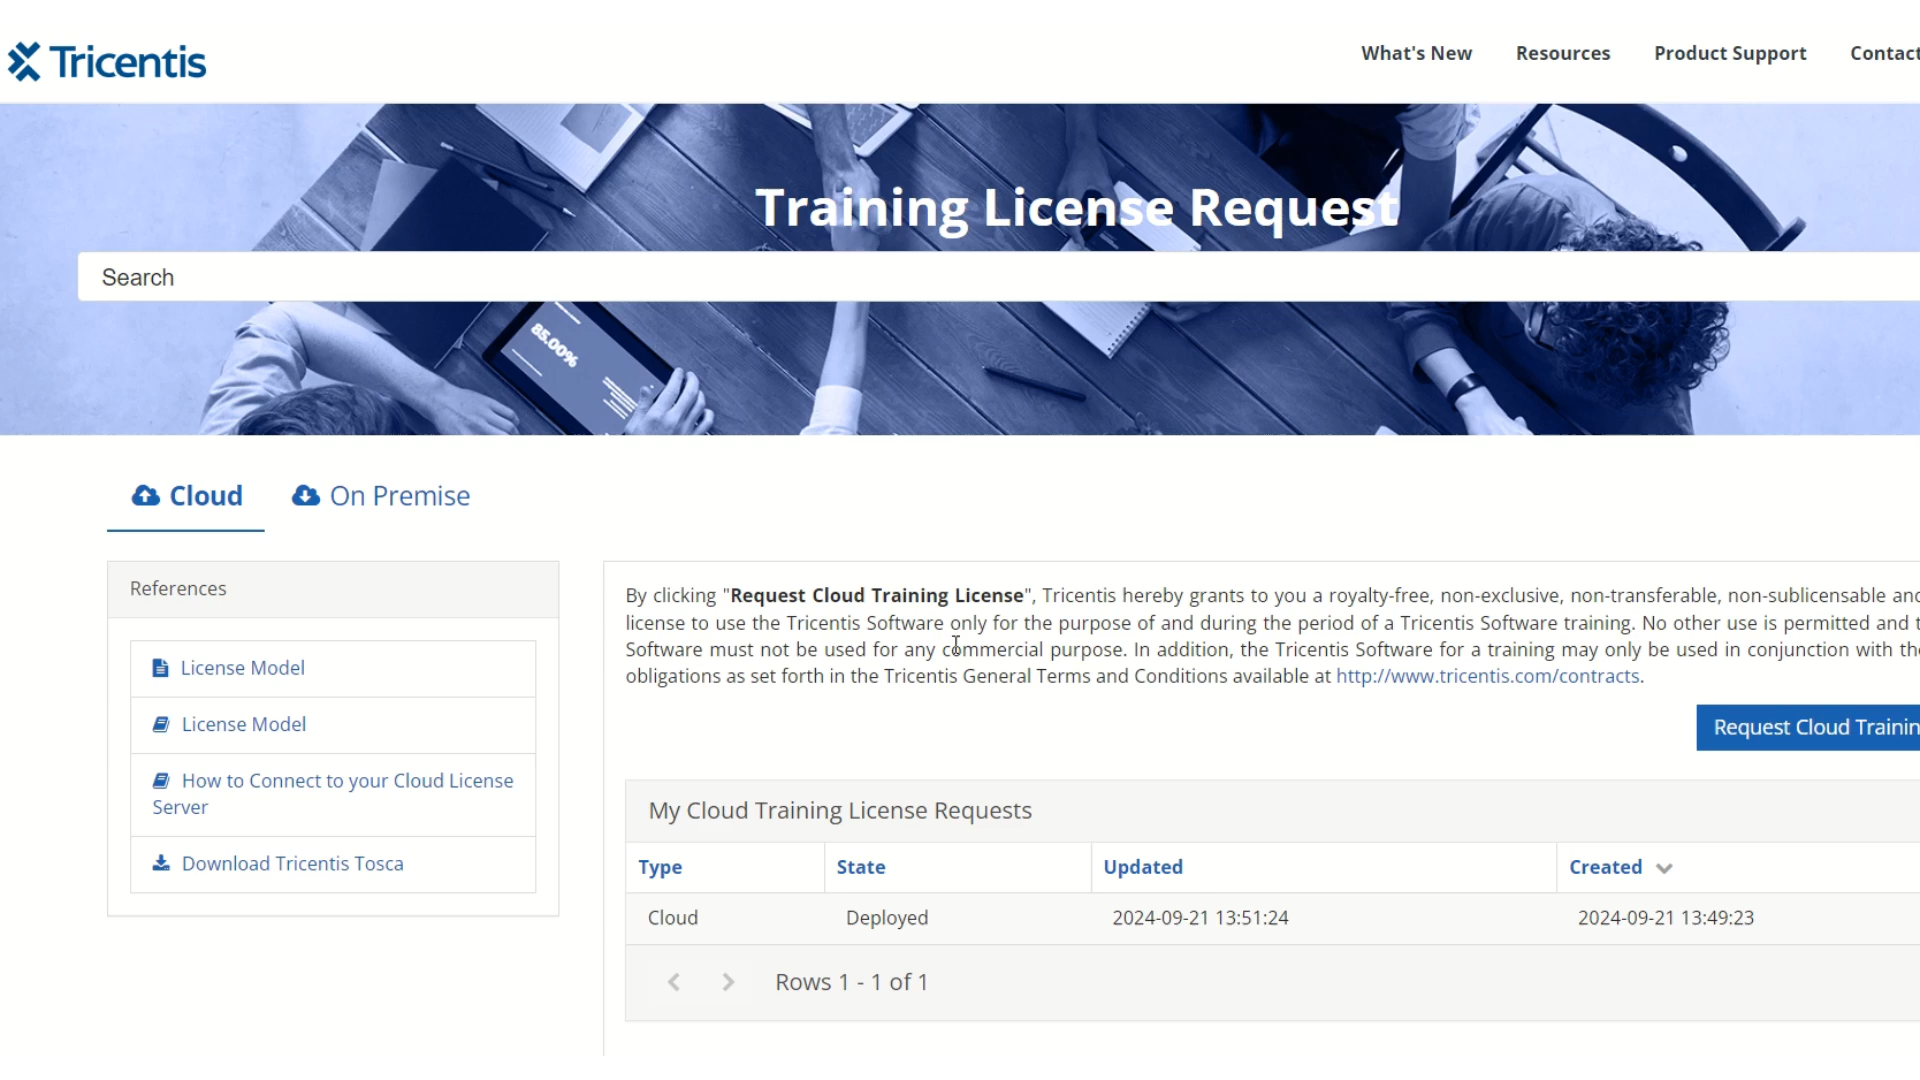 Tricentis
What's New
Resources
Product Support
Contact
Training License Request
Search
85.00%
Cloud
On Premise
References
License Model
License Model
How to Connect to your Cloud License
Server
Download Tricentis Tosca
By clicking "Request Cloud Training License", Tricentis hereby grants to you a royalty-free, non-exclusive, non-transferable, non-sublicensable and
license to use the Tricentis Software only for the purpose of and during the period of a Tricentis Software training. No other use is permitted and t
Software must not be used for any commercial purpose. In addition, the Tricentis Software for a training may only be used in conjunction with the
obligations as set forth in the Tricentis General Terms and Conditions available at http://www.tricentis.com/contracts.
Request Cloud Trainin
My Cloud Training License Requests
Type
State
Updated
Created
Cloud
Deployed
2024-09-21 13:51:24
2024-09-21 13:49:23
Rows 1 - 1 of 1